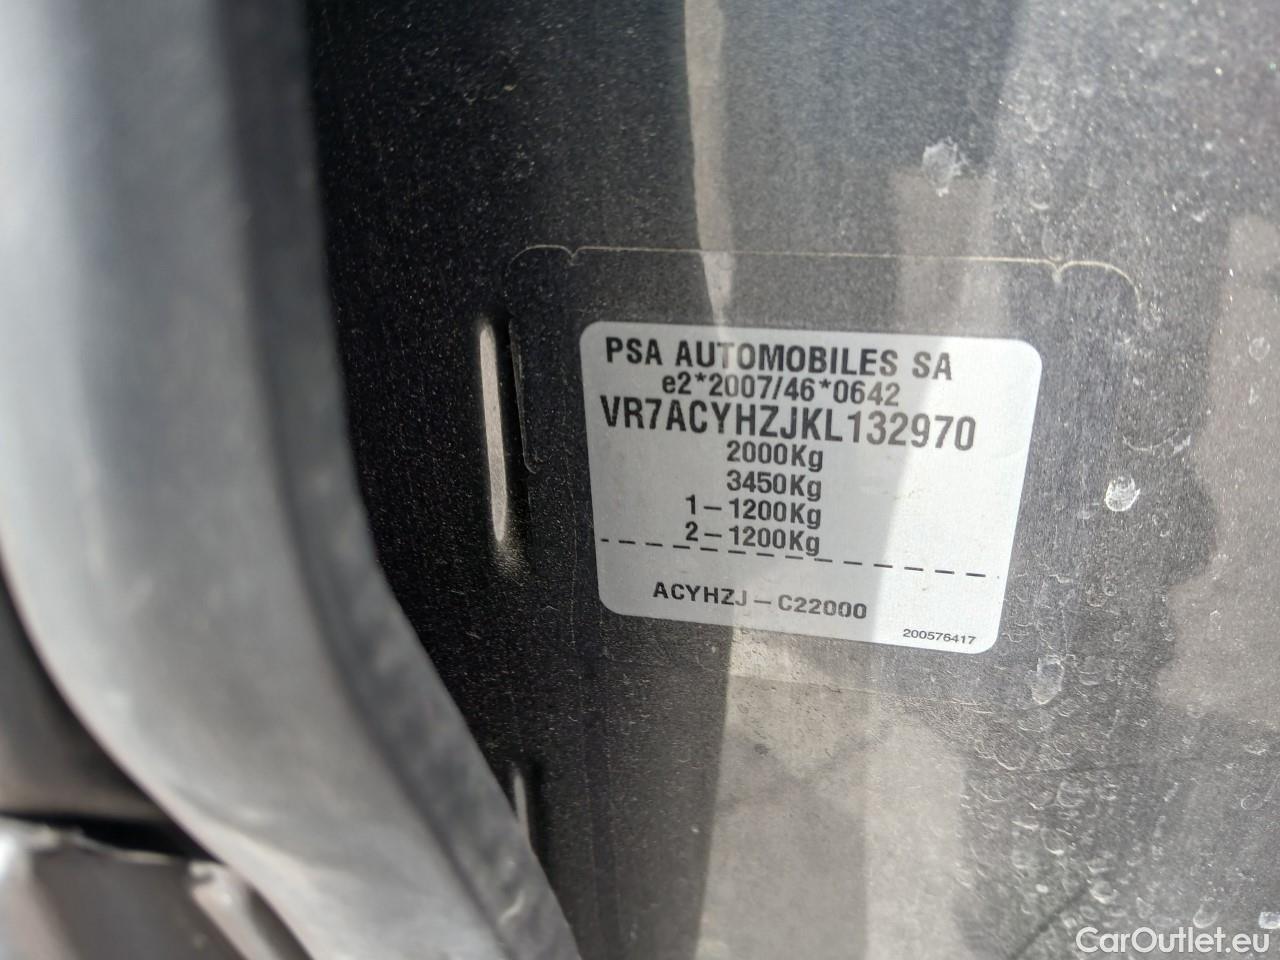 PSA AUTOMOBILES SA
e2*2007/46*0642
VR7ACYHZJKL132970
2000Kg
3450Kg
1-1200Kg
2-1200Kg
ACYHZJ-C22000
200576417
CarOutlet.eu